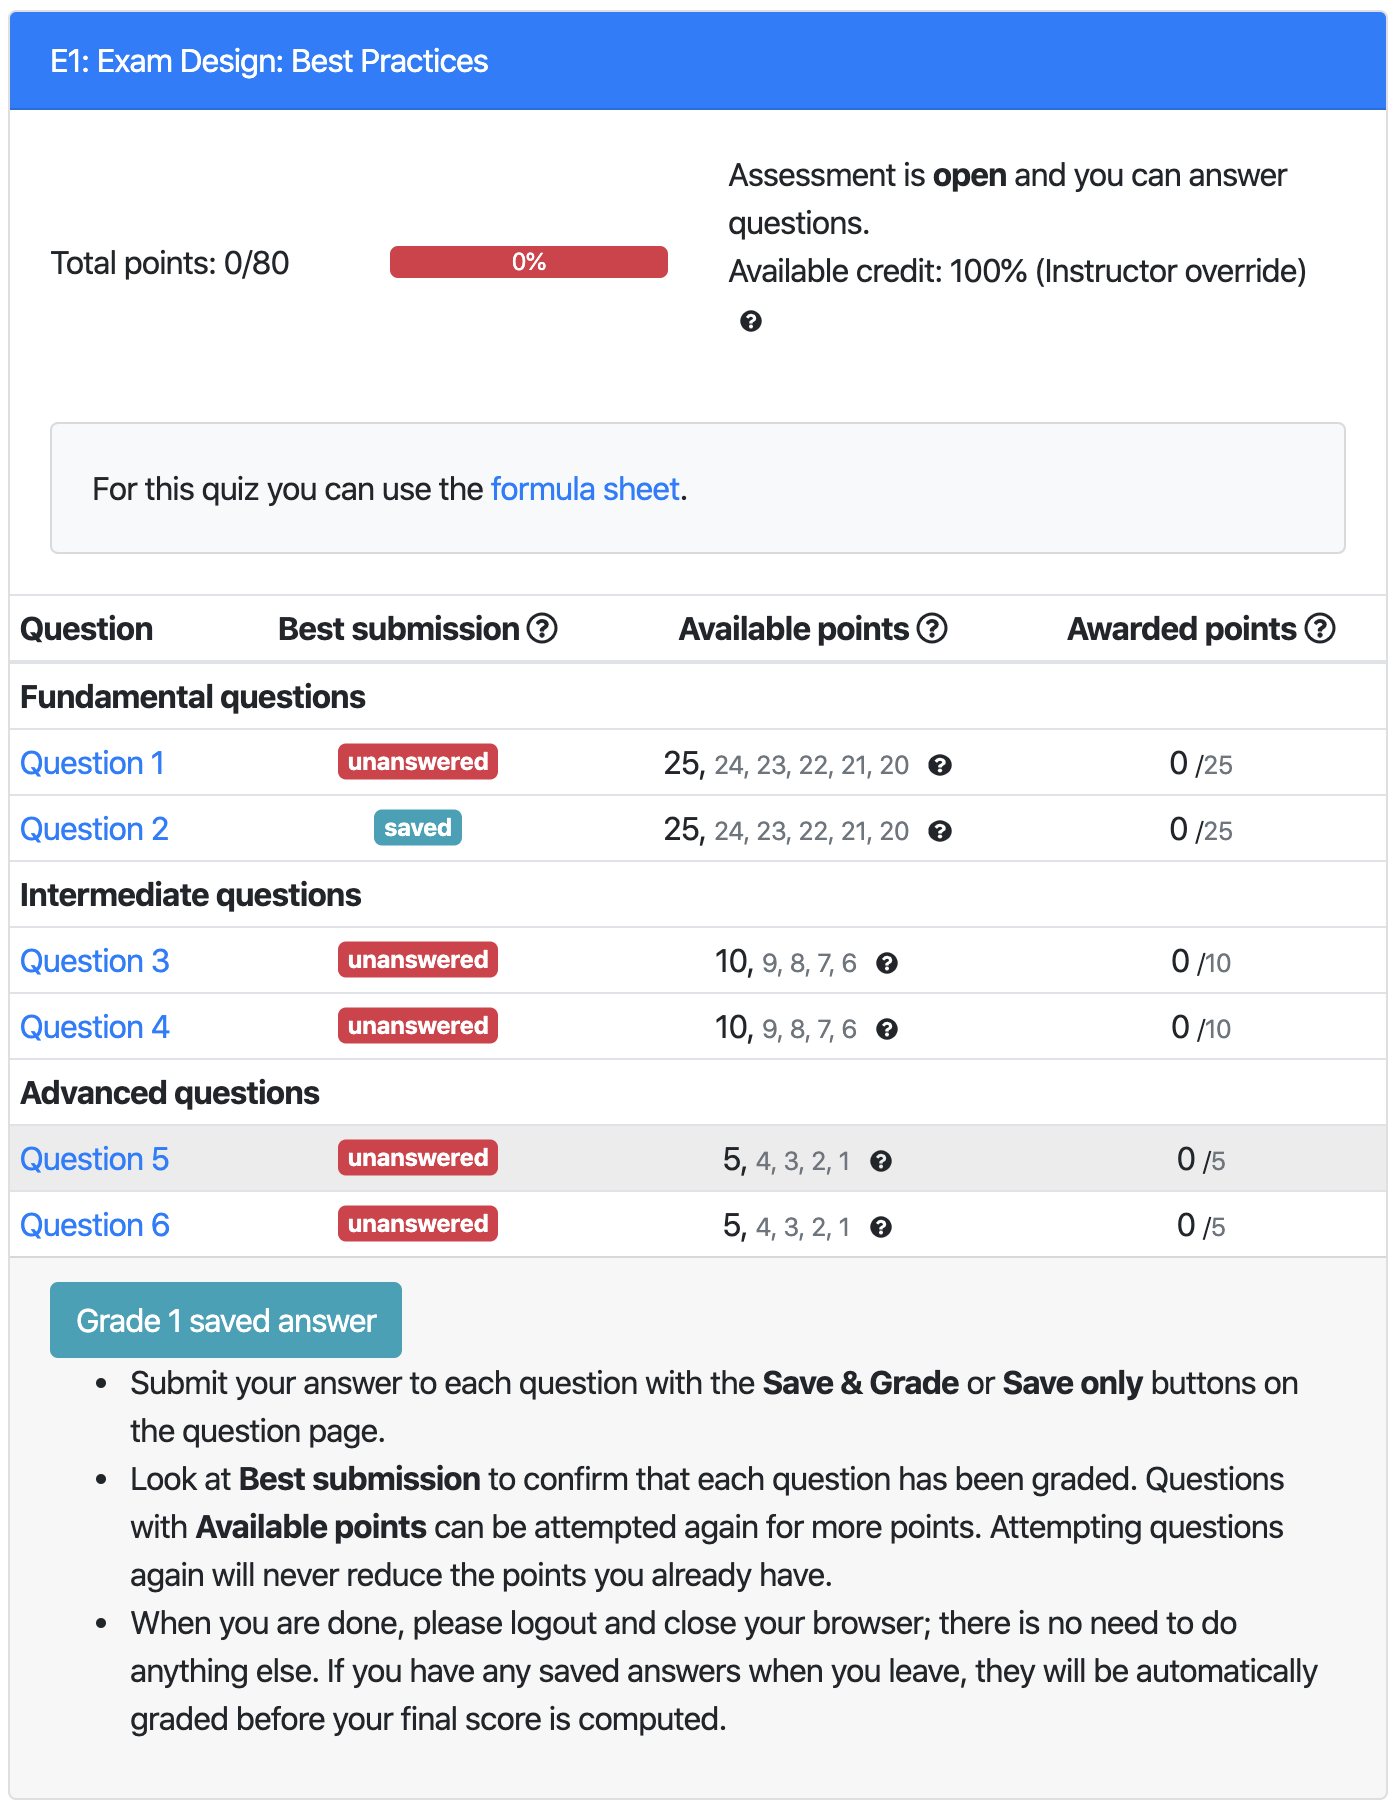 E1: Exam Design: Best Practices
Total points: 0/80
0%
Assessment is open and you can answer
questions.
Available credit: 100% (Instructor override)
For this quiz you can use the formula sheet.
Question Best submission Available points Awarded points
Fundamental questions
Question 1 unanswered 25, 24, 23, 22, 21, 20 0 /25
Question 2 saved 25, 24, 23, 22, 21, 20 0 /25
Intermediate questions
Question 3 unanswered 10, 9, 8, 7, 6 0 /10
Question 4 unanswered 10, 9, 8, 7, 6 0 /10
Advanced questions
Question 5 unanswered 5, 4, 3, 2, 1 0 /5
Question 6 unanswered 5, 4, 3, 2, 1 0 /5
Grade 1 saved answer
• Submit your answer to each question with the Save & Grade or Save only buttons on
the question page.
• Look at Best submission to confirm that each question has been graded. Questions
with Available points can be attempted again for more points. Attempting questions
again will never reduce the points you already have.
• When you are done, please logout and close your browser; there is no need to do
anything else. If you have any saved answers when you leave, they will be automatically
graded before your final score is computed.